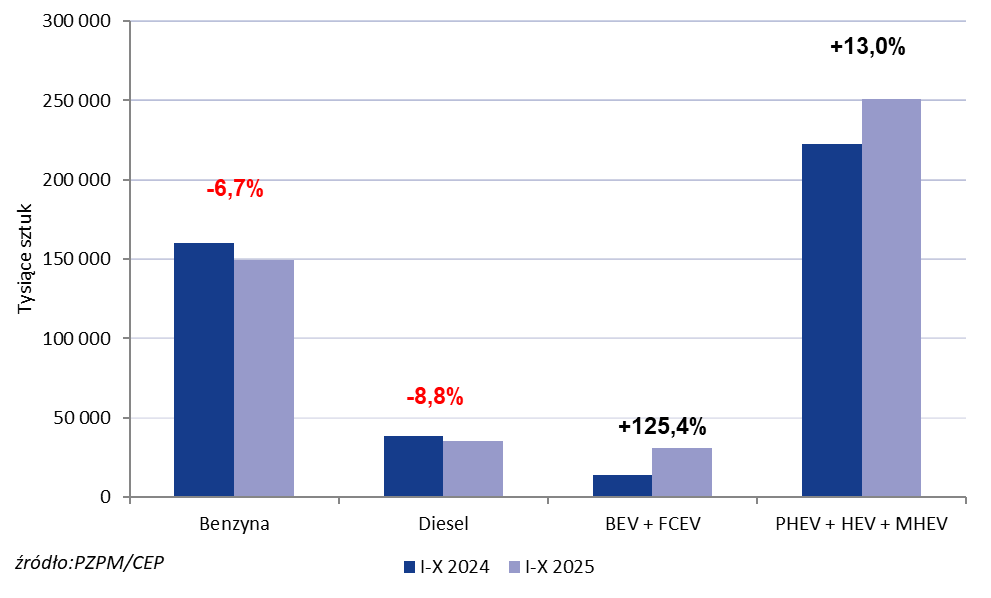 300 000
250 000
200 000
150 000
100 000
50 000
0
Tysiące sztuk
-6,7%
-8,8%
+125,4%
+13,0%
Benzyna
Diesel
BEV + FCEV
PHEV + HEV + MHEV
źródło:PZPM/CEP
I-X 2024
I-X 2025